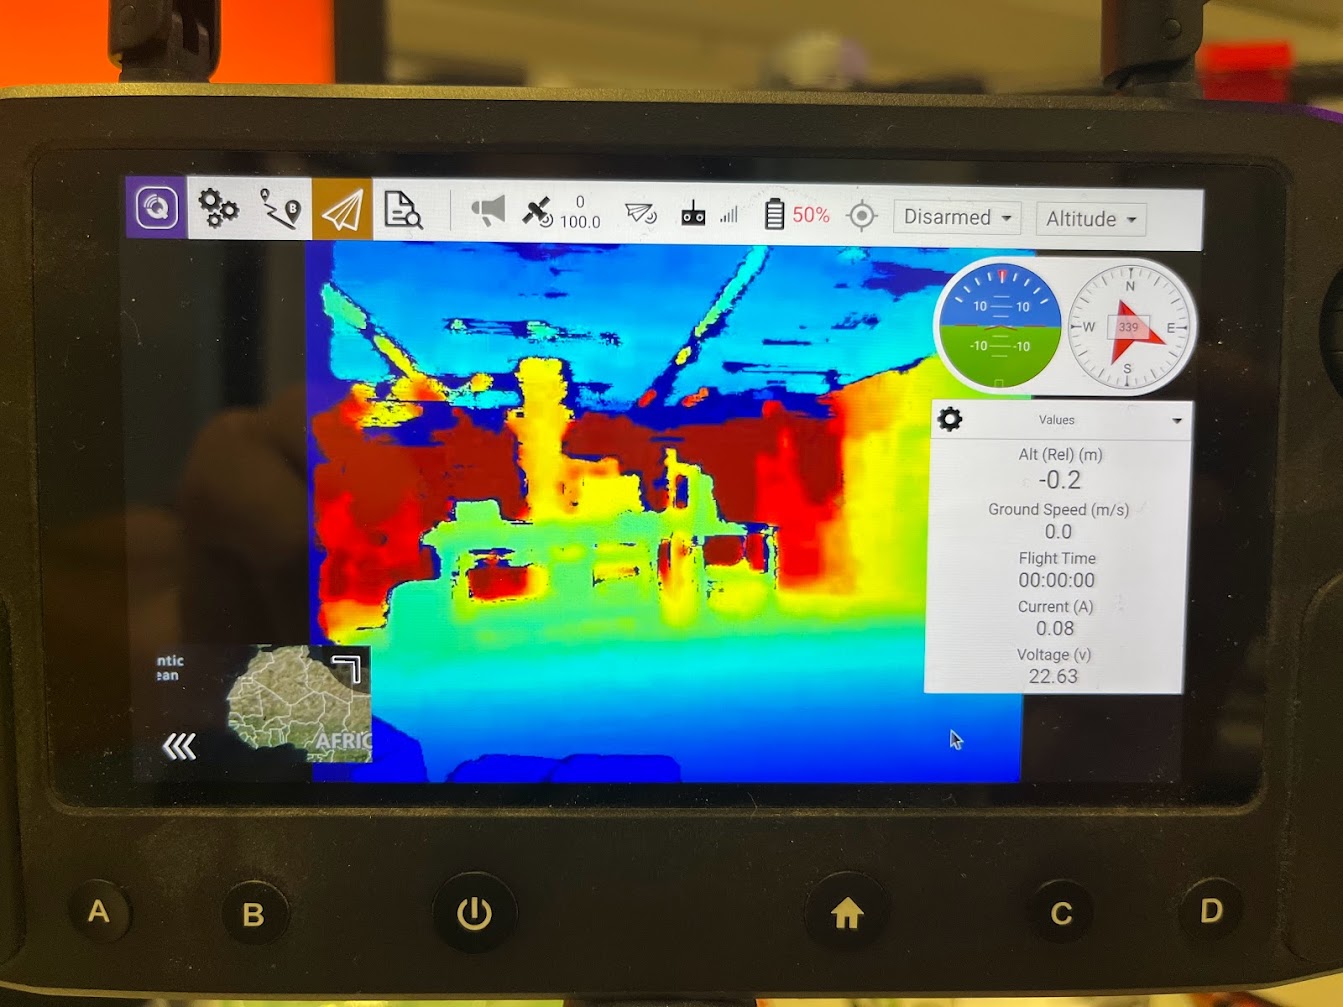 A
B
0
100.0
50%
Disarmed
Altitude
10 10
-10 -10
N
W 339 E
S
Values
Alt (Rel) (m)
-0.2
Ground Speed (m/s)
0.0
Flight Time
00:00:00
Current (A)
0.08
Voltage (v)
22.63
ntic
ean
AFRIC
A
B
C
D